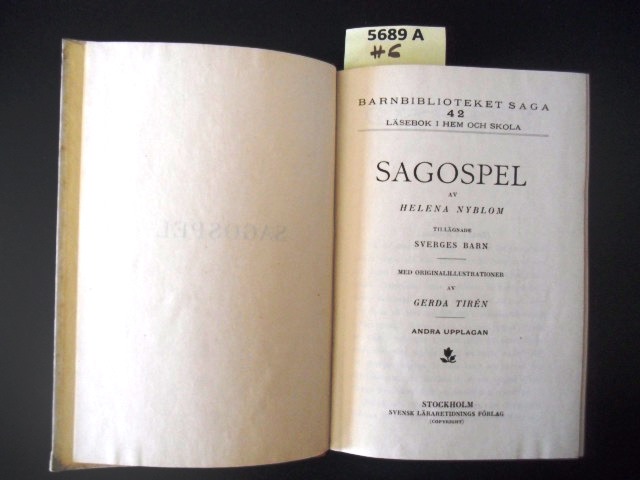 5689 A
#6
BARNBIBLIOTEKET SAGA
42
LÄSEBOK I HEM OCH SKOLA
SAGOSPEL
AV
HELENA NYBLOM
TILLÄGNADE
SVERGES BARN
MED ORIGINALILLUSTRATIONER
AV
GERDA TIRÉN
ANDRA UPPLAGAN
STOCKHOLM
SVENSK LÄRARETIDNINGS FÖRLAG
(COPYRIGHT)
SAGOSPEL